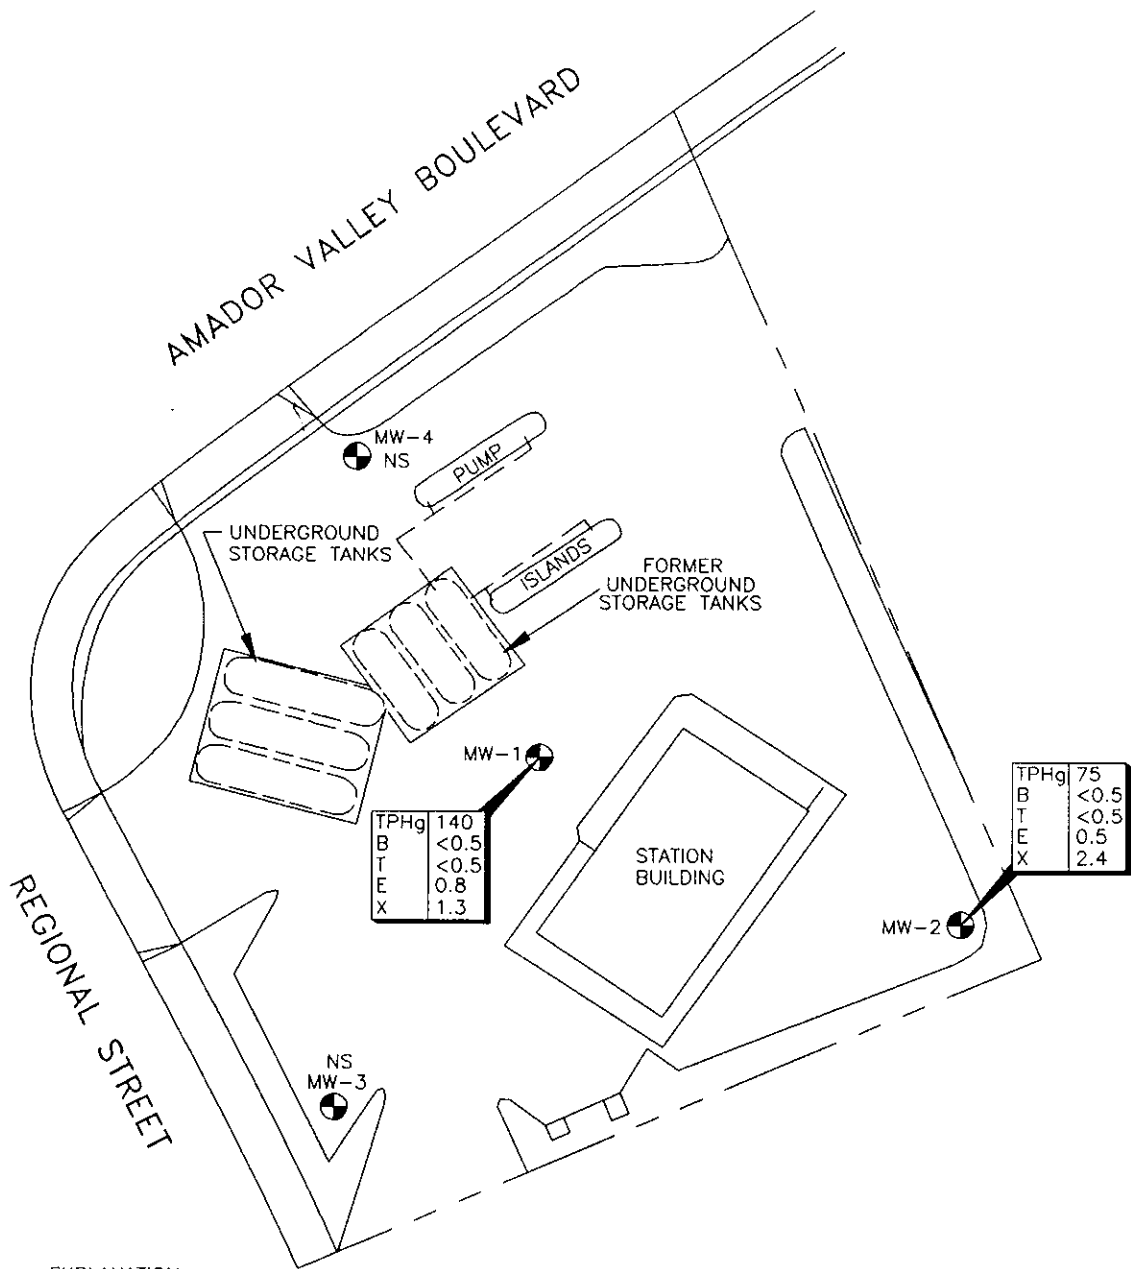 AMADOR VALLEY BOULEVARD
MW-4
NS
PUMP
UNDERGROUND
STORAGE TANKS
ISLANDS
FORMER
UNDERGROUND
STORAGE TANKS
MW-1
TPHg 140
B <0.5
T <0.5
E 0.8
X 1.3
STATION
BUILDING
TPHg 75
B <0.5
T <0.5
E 0.5
X 2.4
MW-2
REGIONAL STREET
NS
MW-3